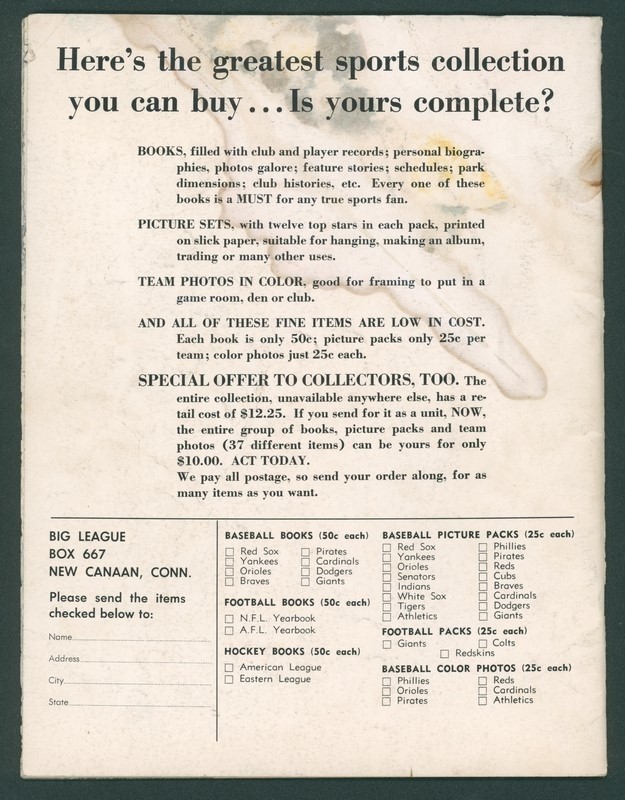 Here's the greatest sports collection
you can buy...Is yours complete?
BOOKS, filled with club and player records; personal biogra-
phies, photos galore; feature stories; schedules; park
dimensions; club histories, etc. Every one of these
books is a MUST for any true sports fan.
PICTURE SETS, with twelve top stars in each pack, printed
on slick paper, suitable for hanging, making an album,
trading or many other uses.
TEAM PHOTOS IN COLOR, good for framing to put in a
game room, den or club.
AND ALL OF THESE FINE ITEMS ARE LOW IN COST.
Each book is only 50c; picture packs only 25c per
team; color photos just 25c each.
SPECIAL OFFER TO COLLECTORS, TOO. The
entire collection, unavailable anywhere else, has a re-
tail cost of $12.25. If you send for it as a unit, NOW,
the entire group of books, picture packs and team
photos (37 different items) can be yours for only
$10.00. ACT TODAY.
We pay all postage, so send your order along, for as
many items as you want.
BIG LEAGUE
BOX 667
NEW CANAAN, CONN.
Please send the items
checked below to:
Name
Address
City
State
BASEBALL BOOKS (50c each)
Red Sox Pirates
Yankees Cardinals
Orioles Dodgers
Braves Giants
FOOTBALL BOOKS (50c each)
N.F.L. Yearbook
A.F.L. Yearbook
HOCKEY BOOKS (50c each)
American League
Eastern League
BASEBALL PICTURE PACKS (25c each)
Red Sox Phillies
Yankees Pirates
Orioles Reds
Senators Cubs
Indians Braves
White Sox Cardinals
Tigers Dodgers
Athletics Giants
FOOTBALL PACKS (25c each)
Giants Colts
Redskins
BASEBALL COLOR PHOTOS (25c each)
Phillies Reds
Orioles Cardinals
Pirates Athletics